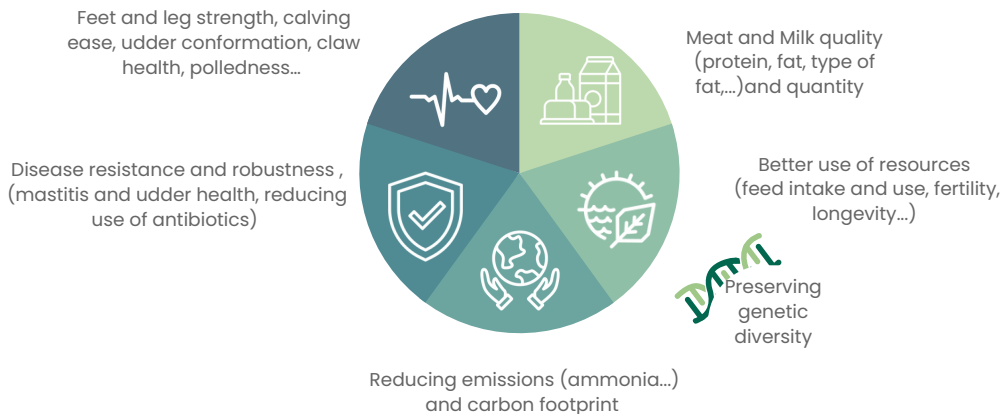 Feet and leg strength, calving
ease, udder conformation, claw
health, polledness...
Meat and Milk quality
(protein, fat, type of
fat,...)and quantity
Disease resistance and robustness ,
(mastitis and udder health, reducing
use of antibiotics)
Better use of resources
(feed intake and use, fertility,
longevity...)
Preserving
genetic
diversity
Reducing emissions (ammonia...)
and carbon footprint